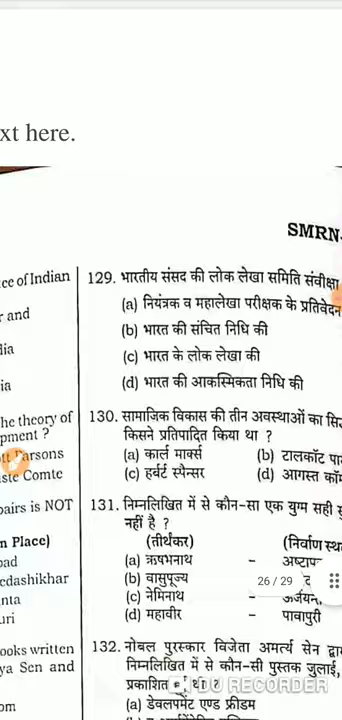 xt here.
SMRN
ce of Indian
r and
dia
ia
he theory of
pment ?
tt Parsons
ste Comte
pairs is NOT
n Place)
pad
edashikhar
nta
uri
ooks written
ya Sen and
om
129. भारतीय संसद की लोक लेखा समिति संवीक्षा
(a) नियंत्रक व महालेखा परीक्षक के प्रतिवेदन
(b) भारत की संचित निधि की
(c) भारत के लोक लेखा की
(d) भारत की आकस्मिकता निधि की
130. सामाजिक विकास की तीन अवस्थाओं का सि
किसने प्रतिपादित किया था ?
(a) कार्ल मार्क्स (b) टालकॉट पा
(c) हर्बर्ट स्पैन्सर (d) आगस्त कॉ
131. निम्नलिखित में से कौन-सा एक युग्म सही सु
नहीं है ?
(तीर्थंकर) (निर्वाण स्थ
(a) ऋषभनाथ – अष्टाप
(b) वासुपूज्य
26 / 29
(c) नेमिनाथ –
(d) महावीर – पावापुरी
132. नोबल पुरस्कार विजेता अमर्त्य सेन द्वा
निम्नलिखित में से कौन-सी पुस्तक जुलाई,
प्रकाशित
DU RECORDER
(a) डेवलपमेंट एण्ड फ्रीडम